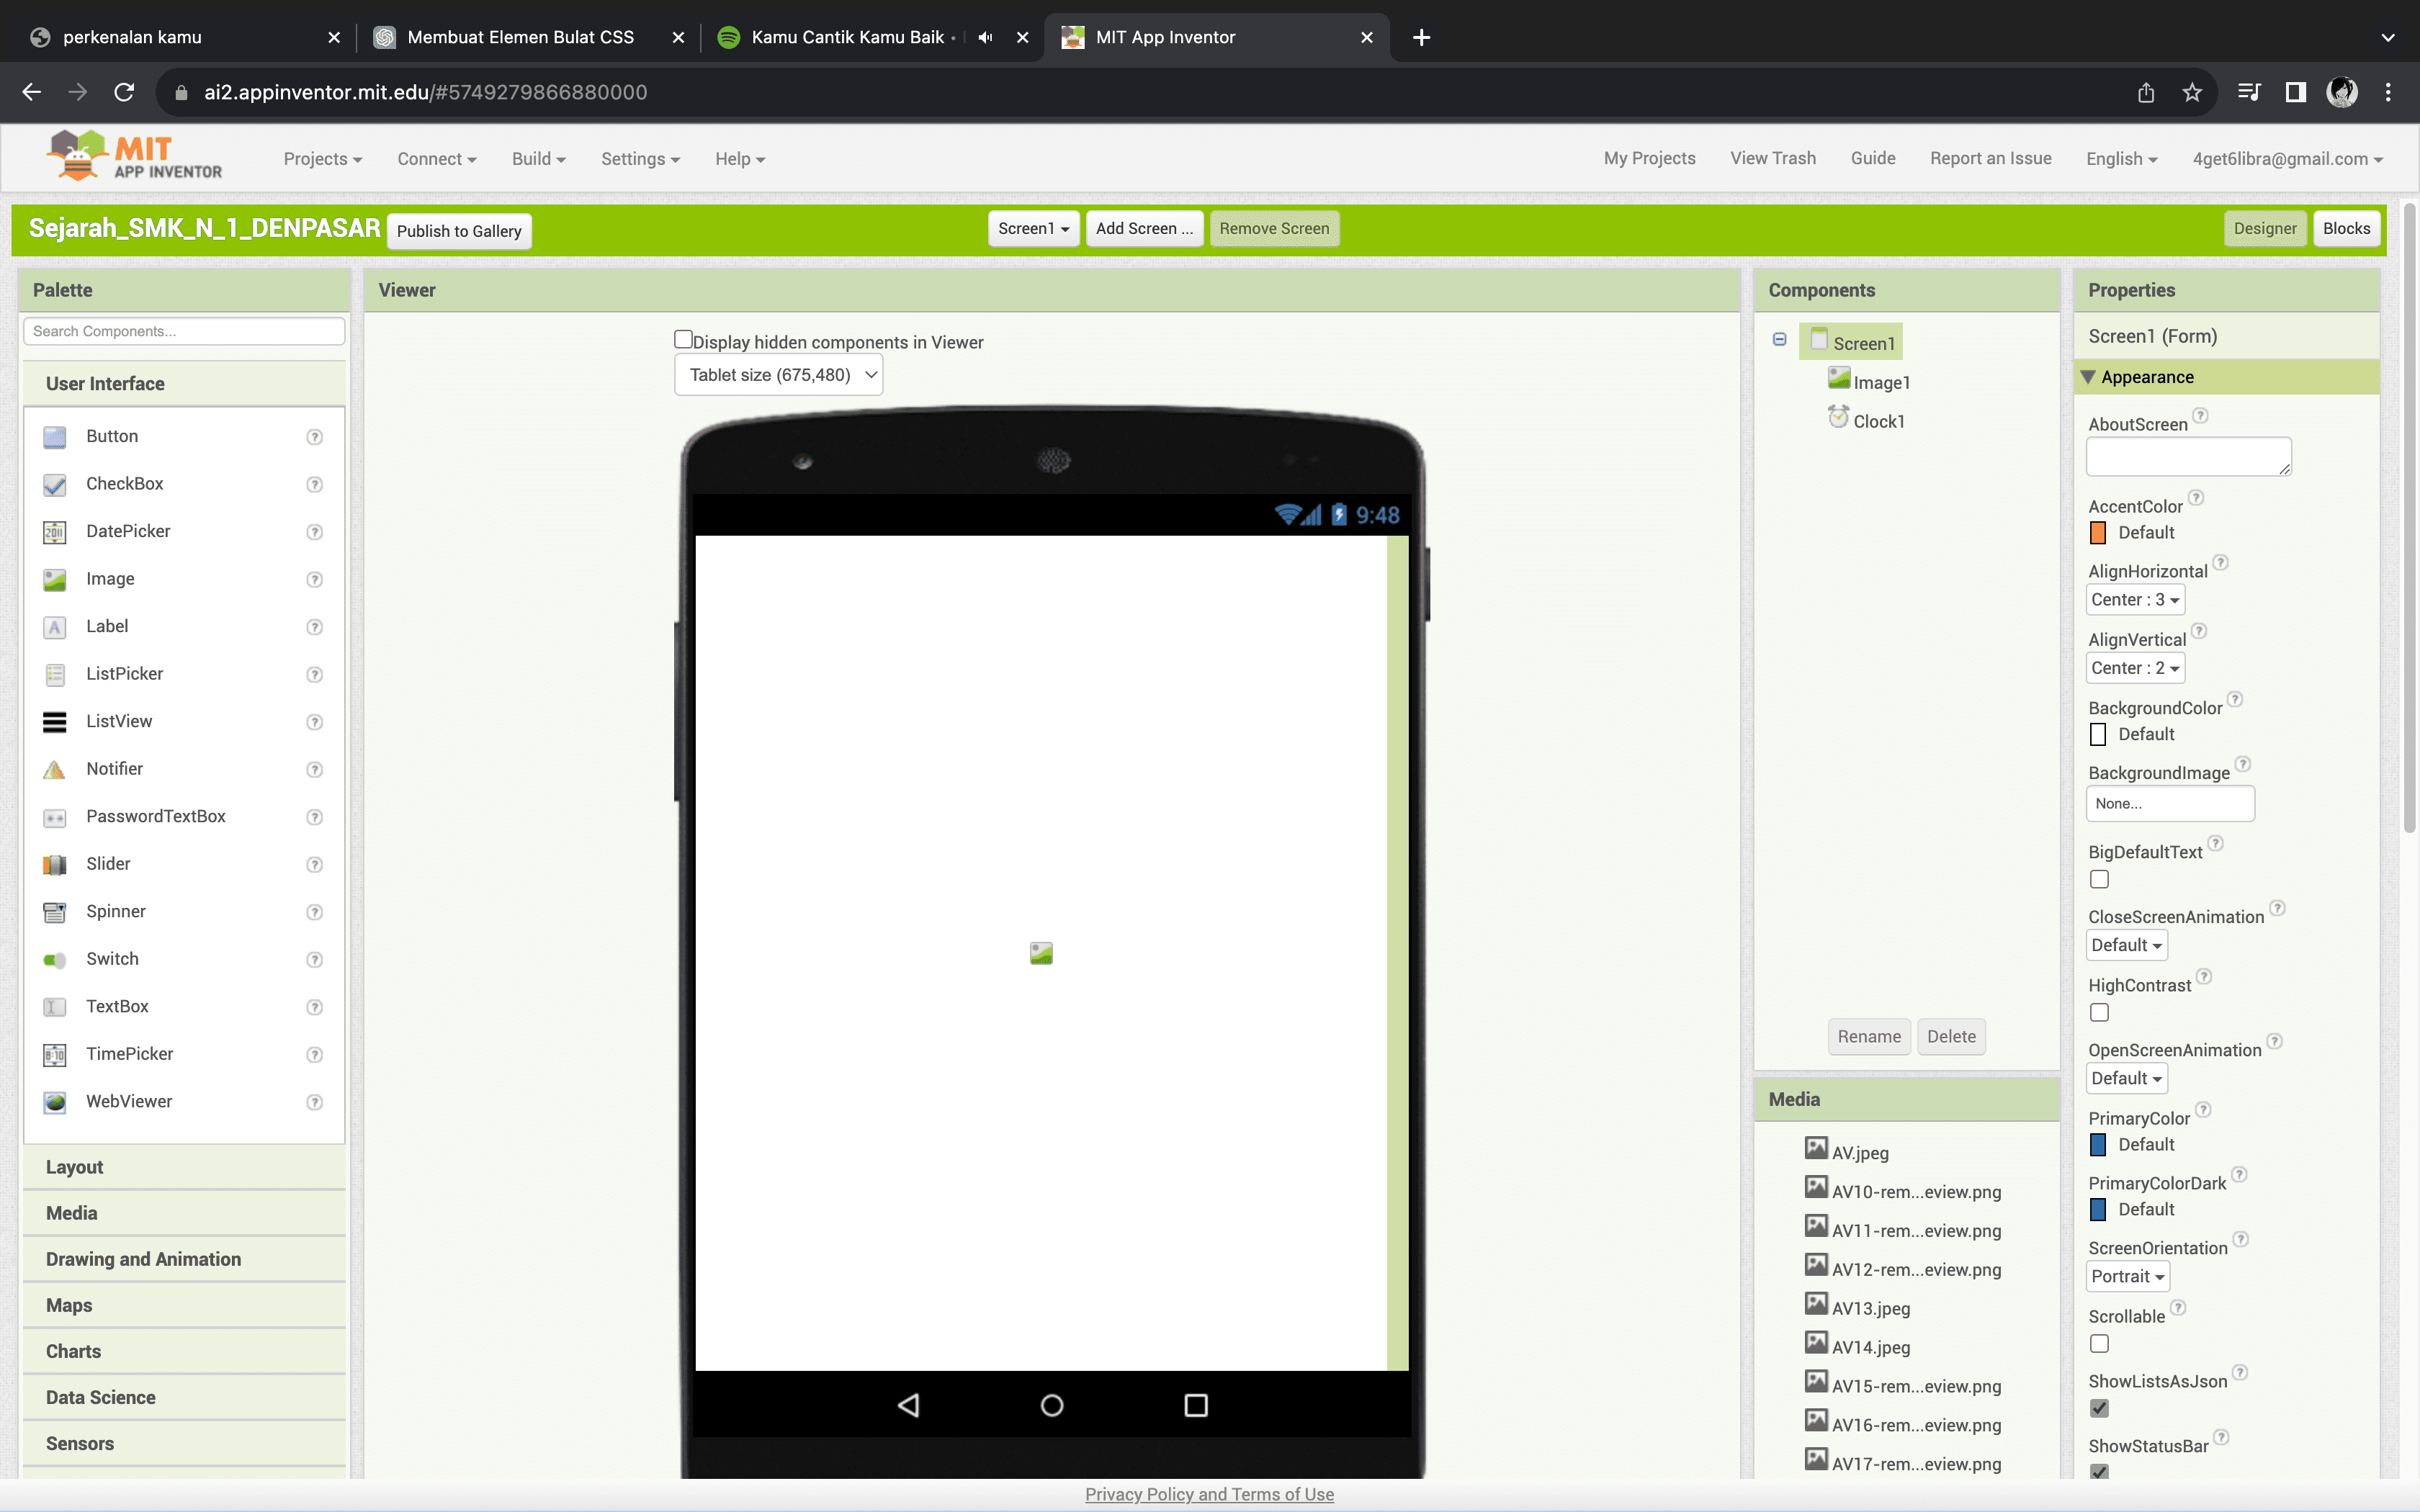 perkenalan kamu
Membuat Elemen Bulat CSS
Kamu Cantik Kamu Baik •
MIT App Inventor
ai2.appinventor.mit.edu/#5749279866880000
MIT
APP INVENTOR
Projects
Connect
Build
Settings
Help
My Projects
View Trash
Guide
Report an Issue
English
4get6libra@gmail.com
Sejarah_SMK_N_1_DENPASAR
Publish to Gallery
Screen1
Add Screen ...
Remove Screen
Designer
Blocks
Palette
Search Components...
User Interface
Button
CheckBox
DatePicker
Image
Label
ListPicker
ListView
Notifier
PasswordTextBox
Slider
Spinner
Switch
TextBox
TimePicker
WebViewer
Layout
Media
Drawing and Animation
Maps
Charts
Data Science
Sensors
Viewer
Display hidden components in Viewer
Tablet size (675,480)
9:48
Components
Screen1
Image1
Clock1
Rename
Delete
Media
AV.jpeg
AV10-rem...eview.png
AV11-rem...eview.png
AV12-rem...eview.png
AV13.jpeg
AV14.jpeg
AV15-rem...eview.png
AV16-rem...eview.png
AV17-rem...eview.png
Properties
Screen1 (Form)
Appearance
AboutScreen
AccentColor
Default
AlignHorizontal
Center : 3
AlignVertical
Center : 2
BackgroundColor
Default
BackgroundImage
None...
BigDefaultText
CloseScreenAnimation
Default
HighContrast
OpenScreenAnimation
Default
PrimaryColor
Default
PrimaryColorDark
Default
ScreenOrientation
Portrait
Scrollable
ShowListsAsJson
ShowStatusBar
Privacy Policy and Terms of Use